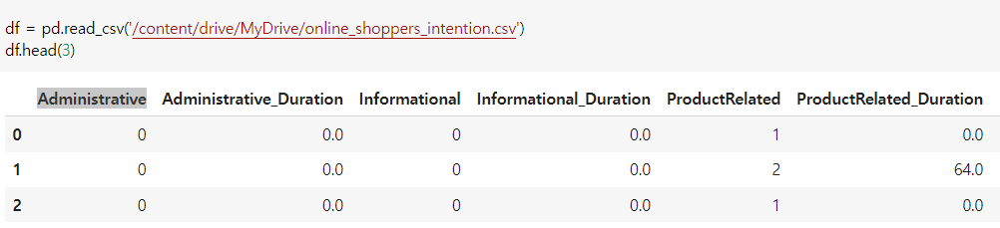 df = pd.read_csv('/content/drive/MyDrive/online_shoppers_intention.csv')
df.head(3)
Administrative Administrative_Duration Informational Informational_Duration ProductRelated ProductRelated_Duration
0 0 0.0 0 0.0 1 0.0
1 0 0.0 0 0.0 2 64.0
2 0 0.0 0 0.0 1 0.0